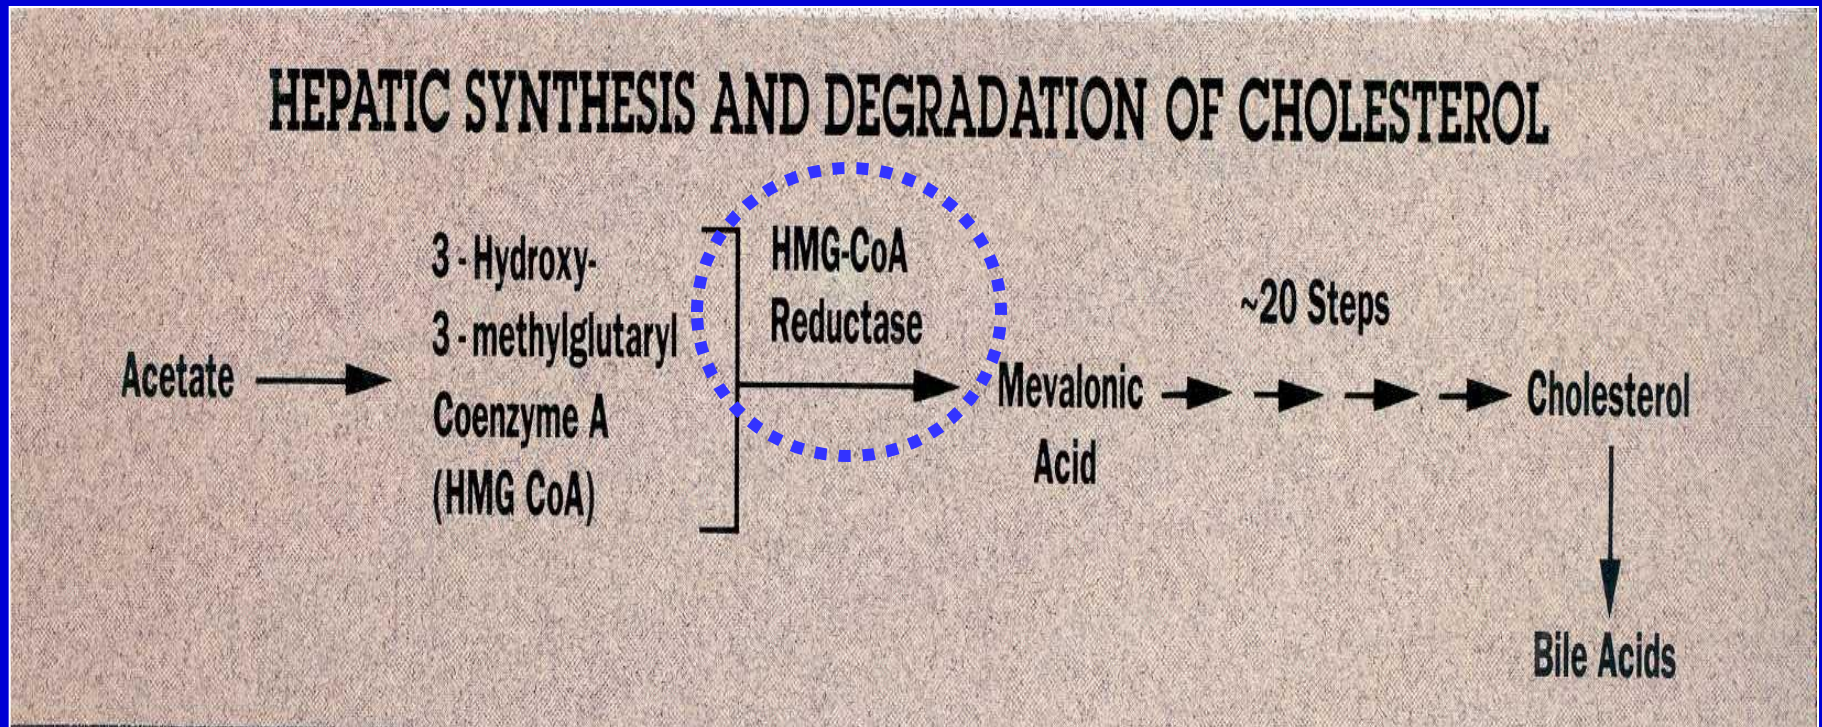 HEPATIC SYNTHESIS AND DEGRADATION OF CHOLESTEROL
Acetate
3 - Hydroxy-
3 - methylglutaryl
Coenzyme A
(HMG CoA)
HMG-CoA
Reductase
Mevalonic
Acid
~20 Steps
Cholesterol
Bile Acids